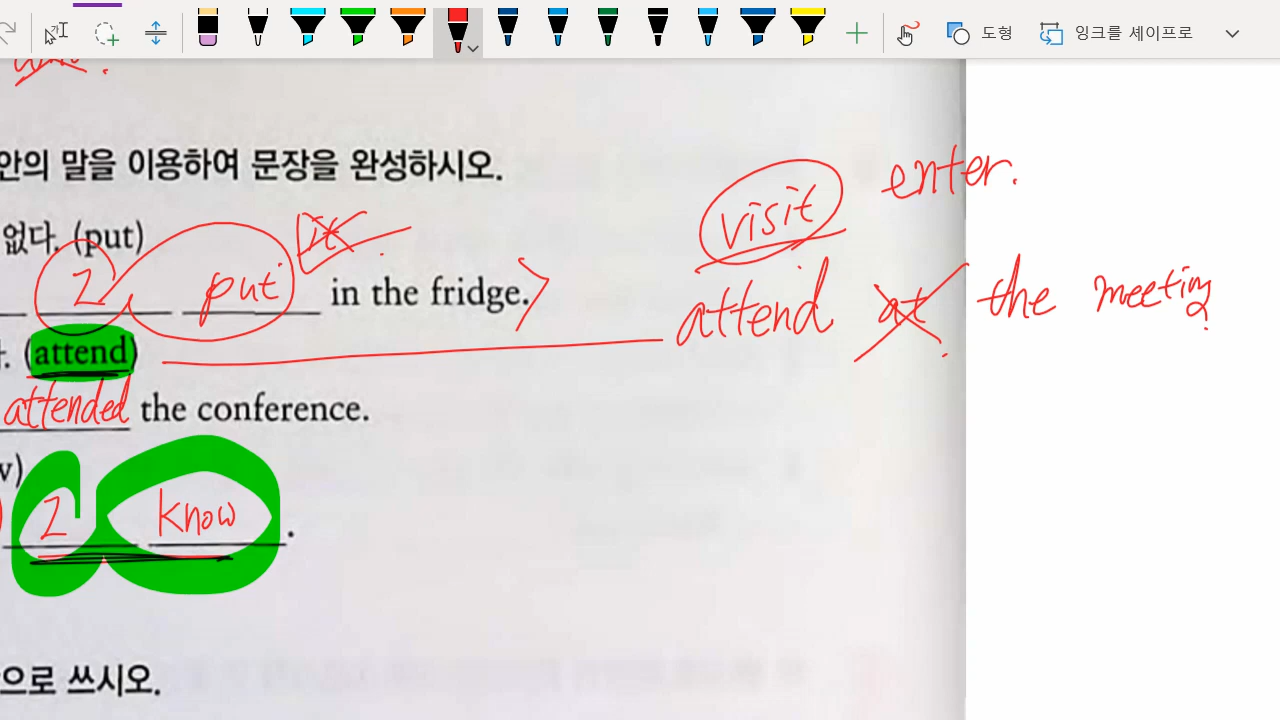 도형 잉크를 셰이프로
안의 말을 이용하여 문장을 완성하시오.
enter.
visit
없다. (put)
it
I put in the fridge.
attend at the meeting
. (attend)
attended the conference.
w)
I know.
으로 쓰시오.